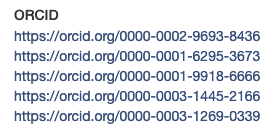 ORCID
https://orcid.org/0000-0002-9693-8436
https://orcid.org/0000-0001-6295-3673
https://orcid.org/0000-0001-9918-6666
https://orcid.org/0000-0003-1445-2166
https://orcid.org/0000-0003-1269-0339